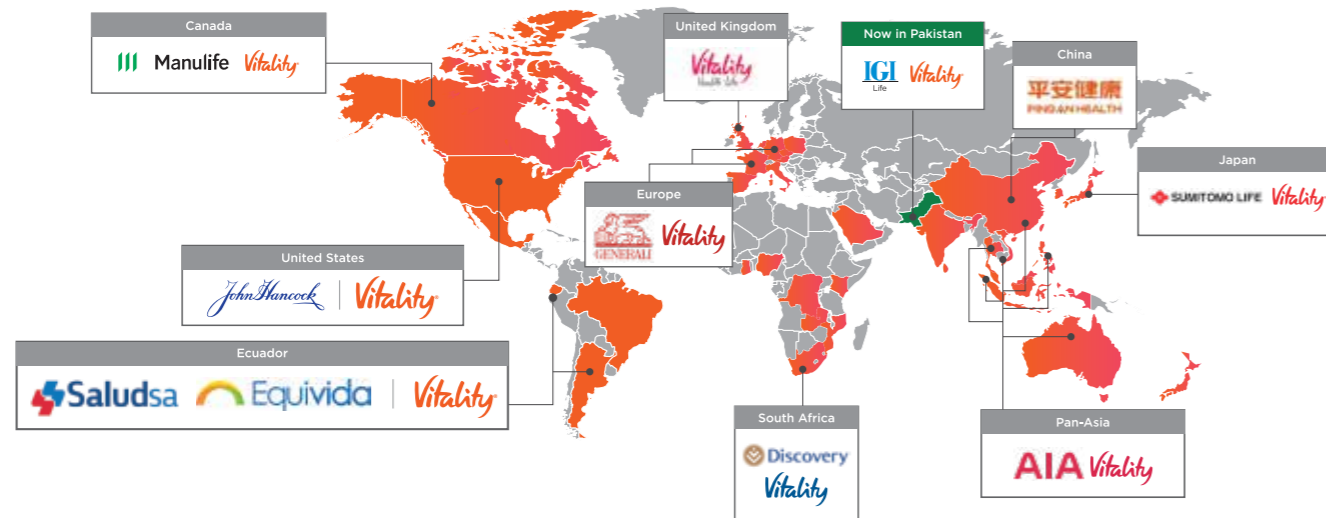 Canada
Manulife Vitality
United Kingdom
Vitality
Health Life
Now in Pakistan
IGI
Life
Vitality
China
平安健康
PING AN HEALTH
Japan
SUMITOMO LIFE Vitality
Europe
GENERALI
Vitality
United States
John Hancock Vitality
Ecuador
Saludsa Equivida Vitality
South Africa
Discovery
Vitality
Pan-Asia
AIA Vitality